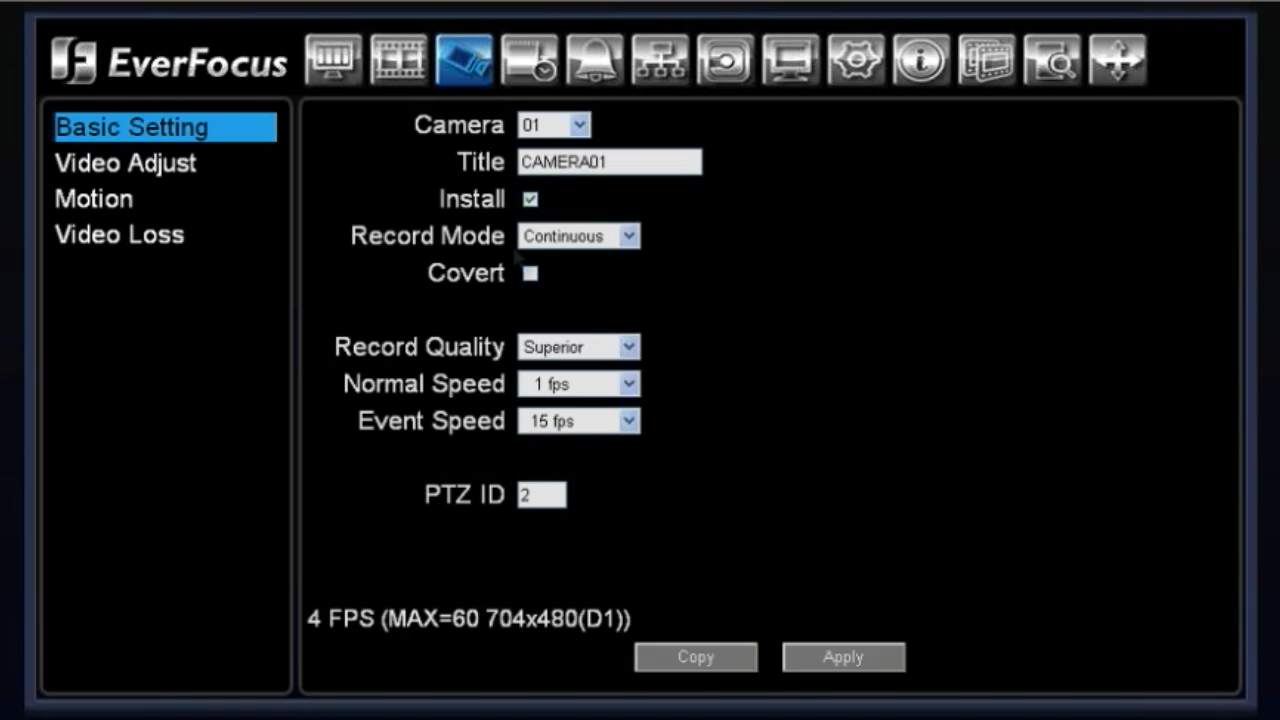 EverFocus
Basic Setting
Video Adjust
Motion
Video Loss
Camera 01
Title CAMERA01
Install
Record Mode Continuous
Covert
Record Quality Superior
Normal Speed 1 fps
Event Speed 15 fps
PTZ ID 2
4 FPS (MAX=60 704x480(D1))
Copy Apply